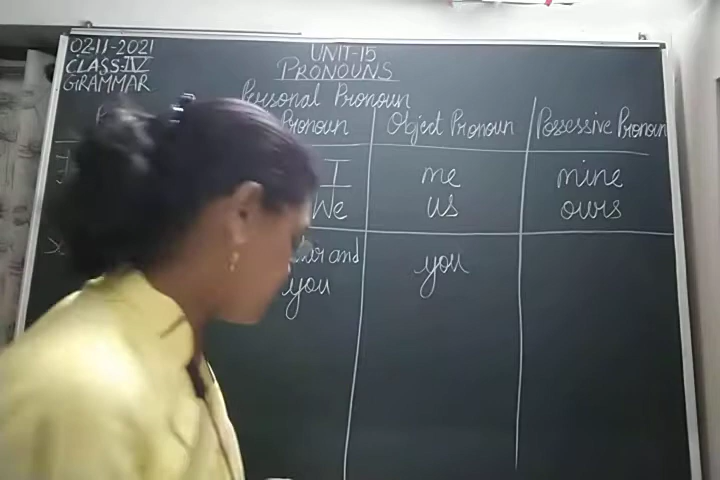 02-11-2021
CLASS:IV
GRAMMAR
UNIT-15
PRONOUNS
Personal Pronoun
Pronoun Object Pronoun Possessive Pronoun
I me mine
We us ours
and you
you